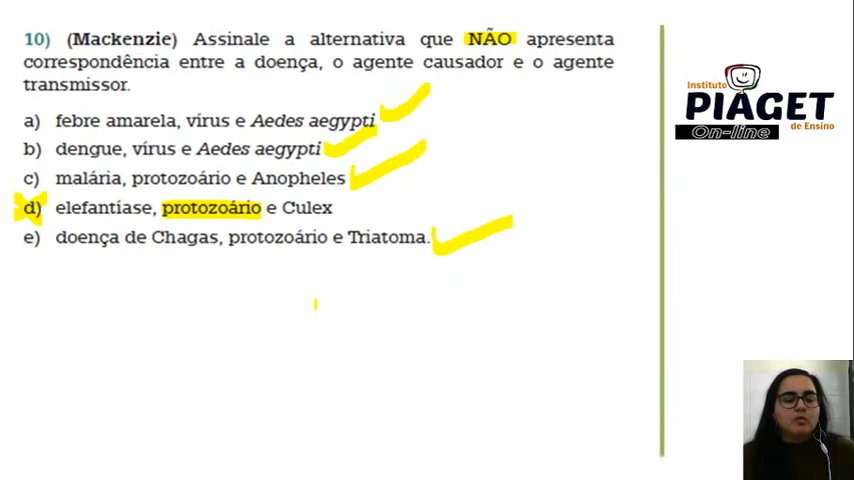 10) (Mackenzie) Assinale a alternativa que NÃO apresenta
correspondência entre a doença, o agente causador e o agente
transmissor.
a) febre amarela, vírus e Aedes aegypti
b) dengue, vírus e Aedes aegypti
c) malária, protozoário e Anopheles
d) elefantíase, protozoário e Culex
e) doença de Chagas, protozoário e Triatoma.
Instituto
PIAGET
On-line de Ensino